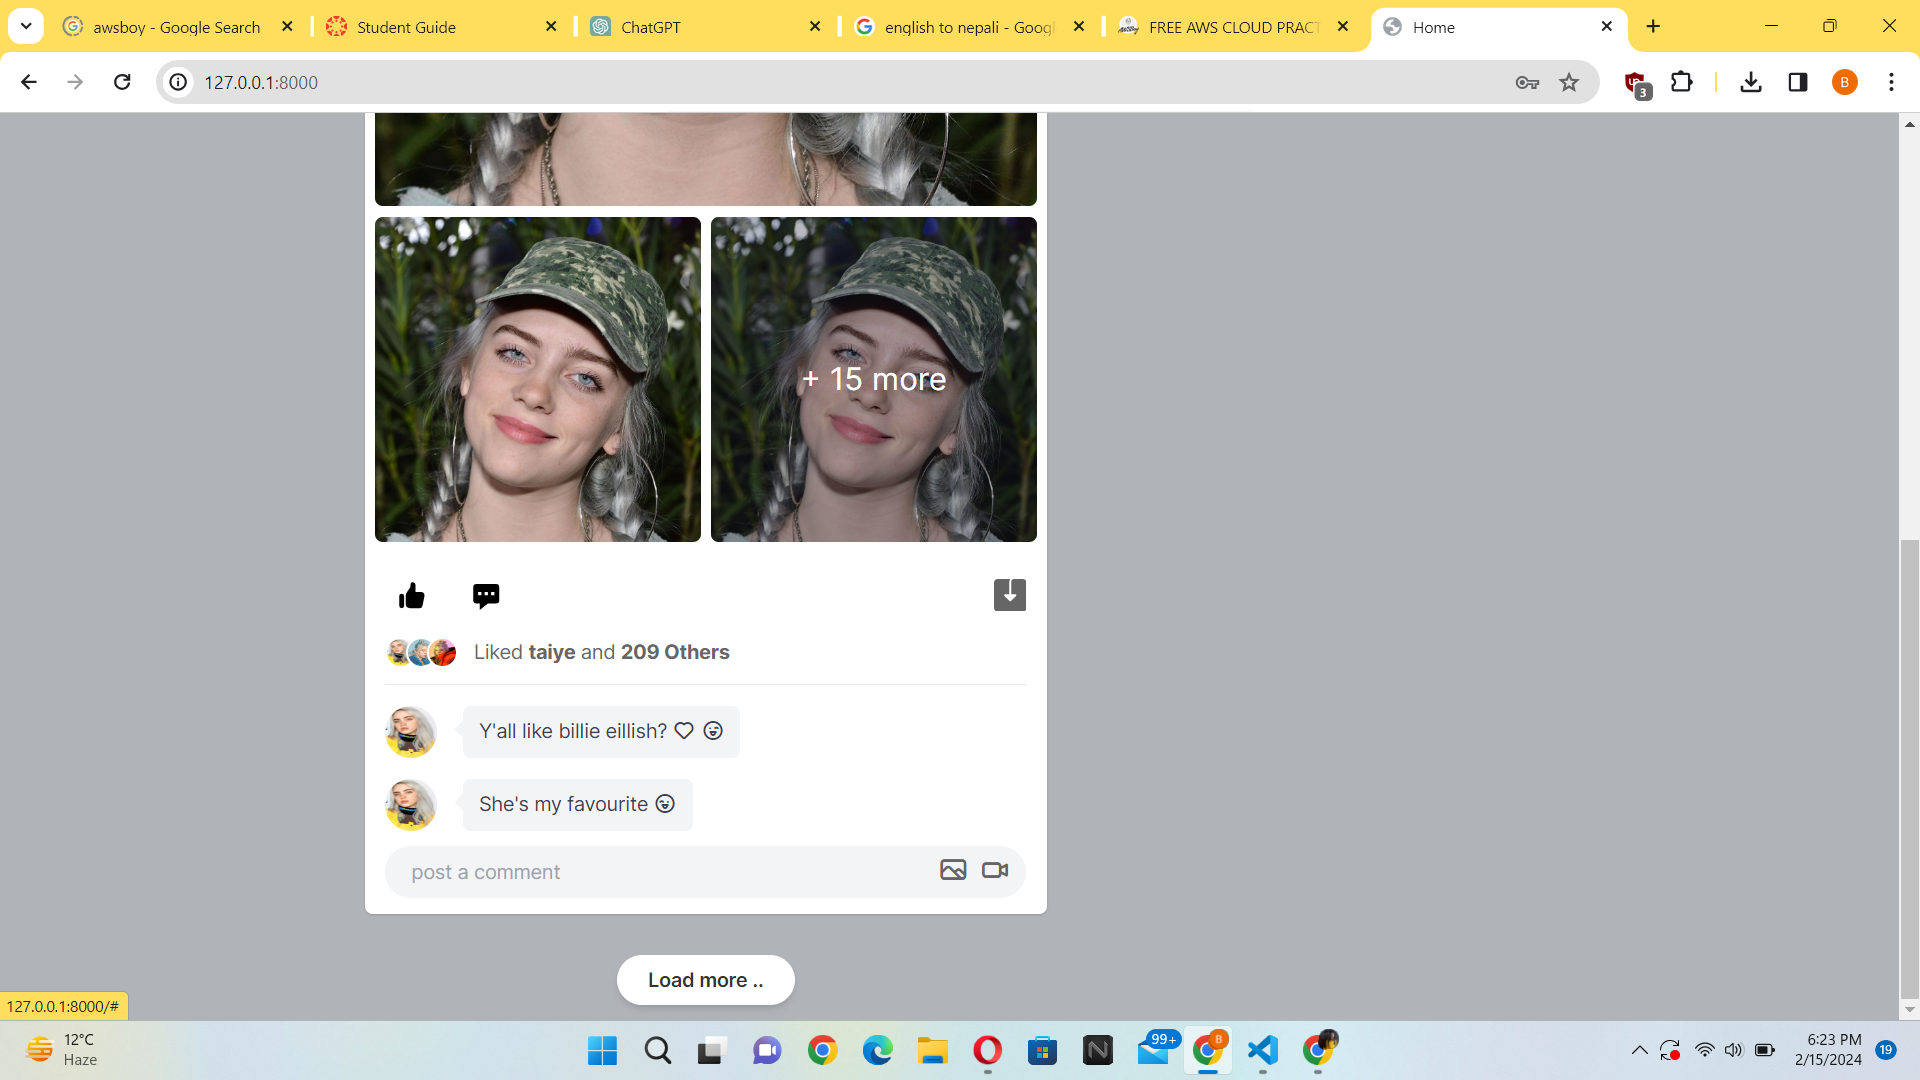 awsboy - Google Search
Student Guide
ChatGPT
english to nepali - Googl
FREE AWS CLOUD PRACT
Home
127.0.0.1:8000
3
B
+ 15 more
Liked taiye and 209 Others
Y'all like billie eillish?
She's my favourite
post a comment
Load more ..
127.0.0.1:8000/#
12°C
Haze
99+
B
6:23 PM
2/15/2024
19